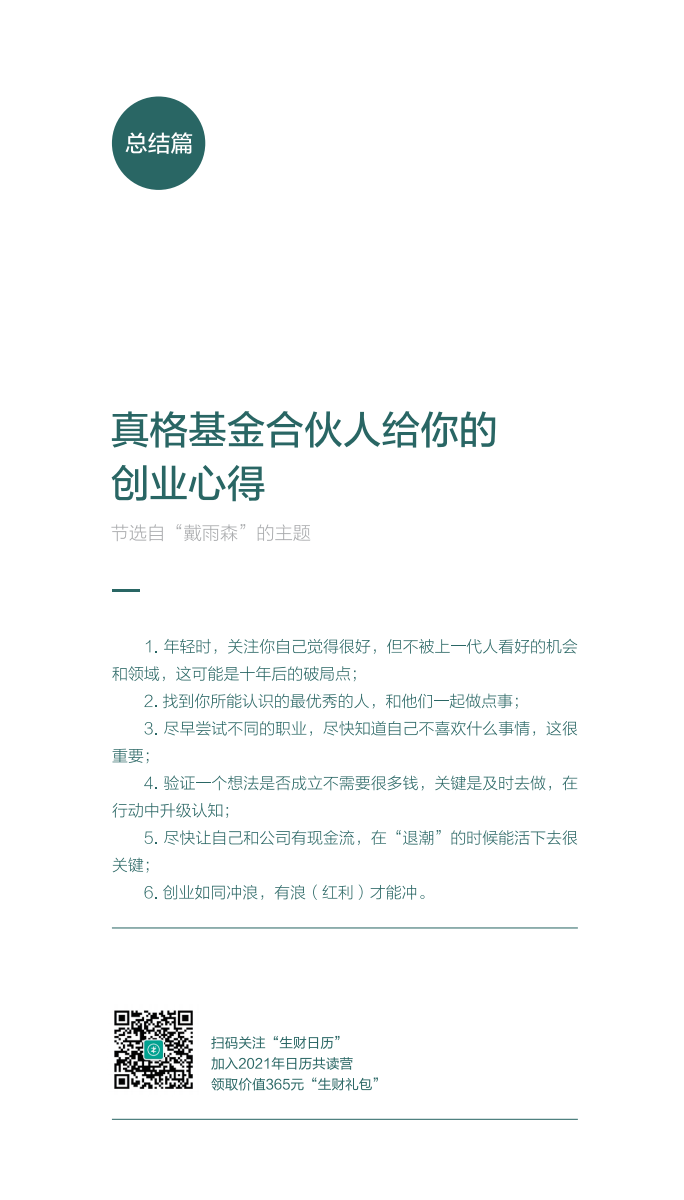 总结篇
真格基金合伙人给你的
创业心得
节选自“戴雨森”的主题
1. 年轻时，关注你自己觉得很好，但不被上一代人看好的机会
和领域，这可能是十年后的破局点；
2. 找到你所能认识的最优秀的人，和他们一起做点事；
3. 尽早尝试不同的职业，尽快知道自己不喜欢什么事情，这很
重要；
4. 验证一个想法是否成立不需要很多钱，关键是及时去做，在
行动中升级认知；
5. 尽快让自己和公司有现金流，在“退潮”的时候能活下去很
关键；
6. 创业如同冲浪，有浪（红利）才能冲。
扫码关注“生财日历”
加入2021年日历共读营
领取价值365元“生财礼包”